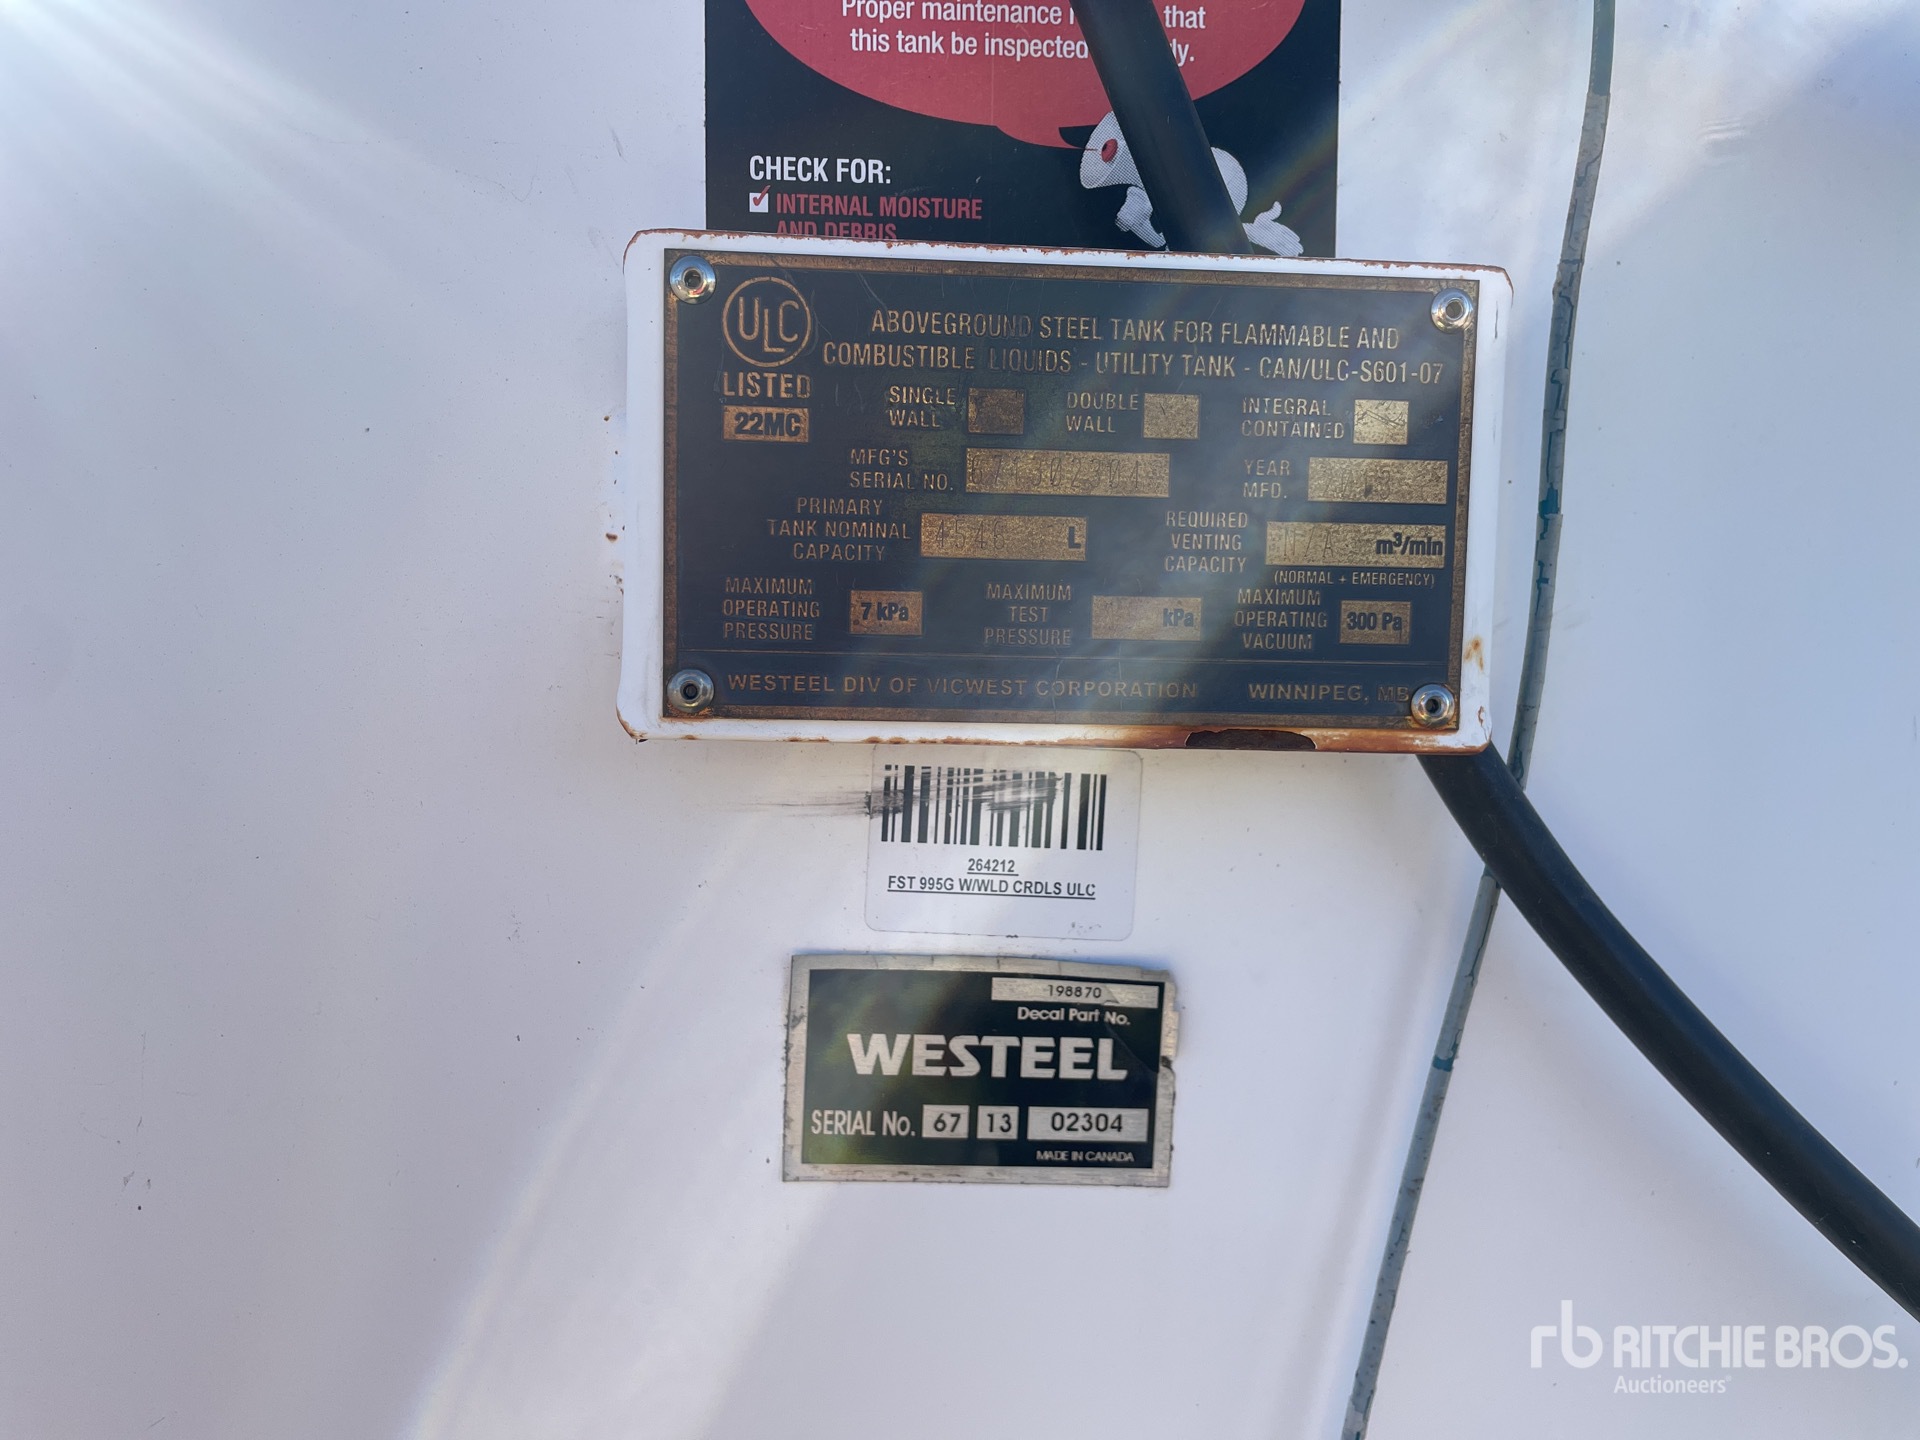 Proper maintenance that
this tank be inspected
CHECK FOR:
INTERNAL MOISTURE
AND DEBRIS
ULC
LISTED
22MC
ABOVEGROUND STEEL TANK FOR FLAMMABLE AND
COMBUSTIBLE LIQUIDS - UTILITY TANK - CAN/ULC-S601-07
SINGLE WALL
DOUBLE WALL
INTEGRAL CONTAINED
MFG'S SERIAL NO.
YEAR MFD.
PRIMARY TANK NOMINAL CAPACITY 4546 L
REQUIRED VENTING CAPACITY N/A m³/min
(NORMAL + EMERGENCY)
MAXIMUM OPERATING PRESSURE 7 kPa
MAXIMUM TEST PRESSURE kPa
MAXIMUM OPERATING VACUUM 300 Pa
WESTEEL DIV OF VICWEST CORPORATION WINNIPEG, MB
264212
FST 995G W/WLD CRDLS ULC
198870
Decal Part No.
WESTEEL
SERIAL No. 67 13 02304
MADE IN CANADA
rb RITCHIE BROS.
Auctioneers